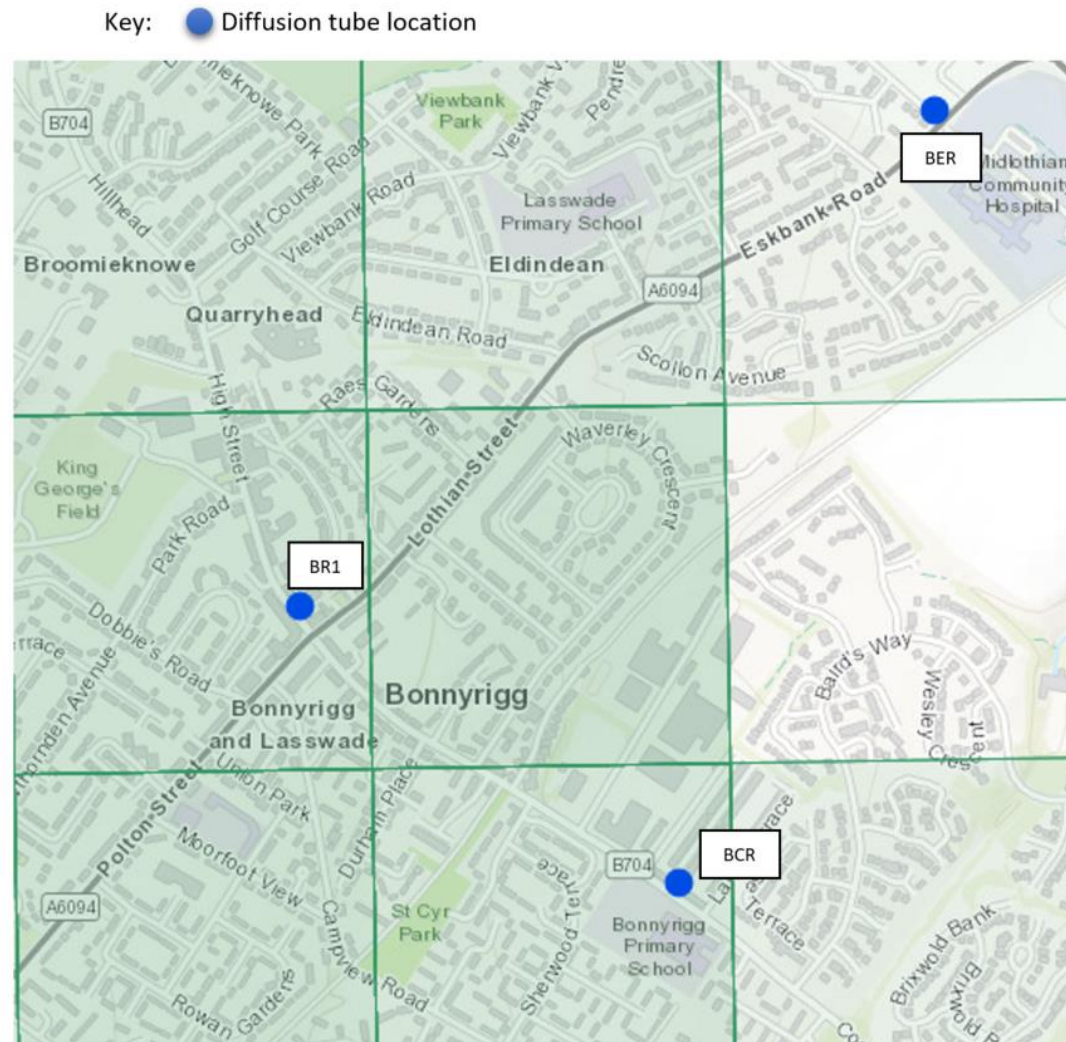 Key: Diffusion tube location
Viewbank
Park
Viewbank
B704
BER
Midlothian
Community
Hospital
Hillhead
Golf Course Road
Viewbank Road
Lasswade
Primary School
Eskbank Road
Broomieknowe
Eldindean
A6094
Quarryhead
Eldindean Road
Scollon Avenue
High Street
Raes Gardens
King
George's
Field
Waverley Crescent
Lothian Street
Park Road
BR1
Dobbie's Road
Baird's Way
Wesley Crescent
Bonnyrigg
Bonnyrigg
and Lasswade
Union Park
Polton Street
Durham Place
Moorfoot View
B704
BCR
Terrace
A6094
St Cyr
Park
Campview Road
Sherwood Terrace
Bonnyrigg
Primary
School
Brixwold Bank
Rowan Gardens